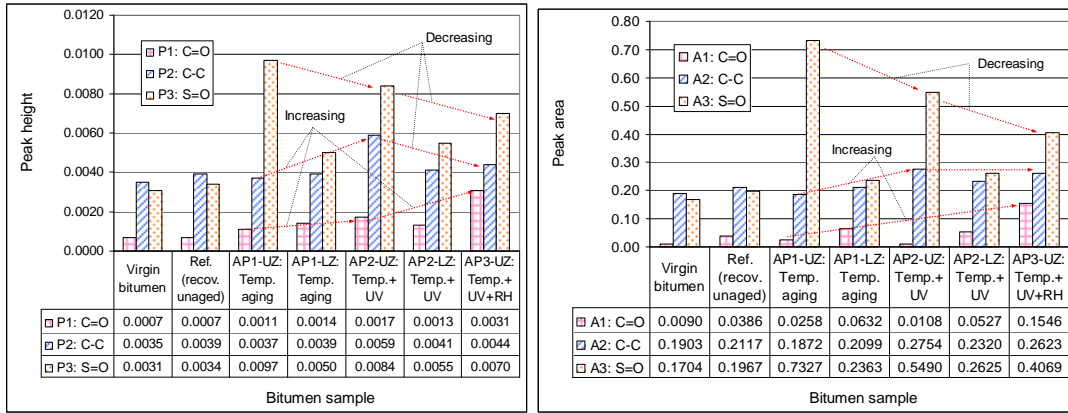 0.0120
0.0100
0.0080
0.0060
0.0040
0.0020
0.0000
Peak height
P1: C=O
P2: C-C
P3: S=O
Decreasing
Increasing
Virgin bitumen
Ref. (recov. unaged)
AP1-UZ: Temp. aging
AP1-LZ: Temp. aging
AP2-UZ: Temp.+ UV
AP2-LZ: Temp.+ UV
AP3-UZ: Temp.+ UV+RH
P1: C=O 0.0007 0.0007 0.0011 0.0014 0.0017 0.0013 0.0031
P2: C-C 0.0035 0.0039 0.0037 0.0039 0.0059 0.0041 0.0044
P3: S=O 0.0031 0.0034 0.0097 0.0050 0.0084 0.0055 0.0070
Bitumen sample
0.80
0.70
0.60
0.50
0.40
0.30
0.20
0.10
0.00
Peak area
A1: C=O
A2: C-C
A3: S=O
Decreasing
Increasing
Virgin bitumen
Ref. (recov. unaged)
AP1-UZ: Temp. aging
AP1-LZ: Temp. aging
AP2-UZ: Temp.+ UV
AP2-LZ: Temp.+ UV
AP3-UZ: Temp.+ UV+RH
A1: C=O 0.0090 0.0386 0.0258 0.0632 0.0108 0.0527 0.1546
A2: C-C 0.1903 0.2117 0.1872 0.2099 0.2754 0.2320 0.2623
A3: S=O 0.1704 0.1967 0.7327 0.2363 0.5490 0.2625 0.4069
Bitumen sample